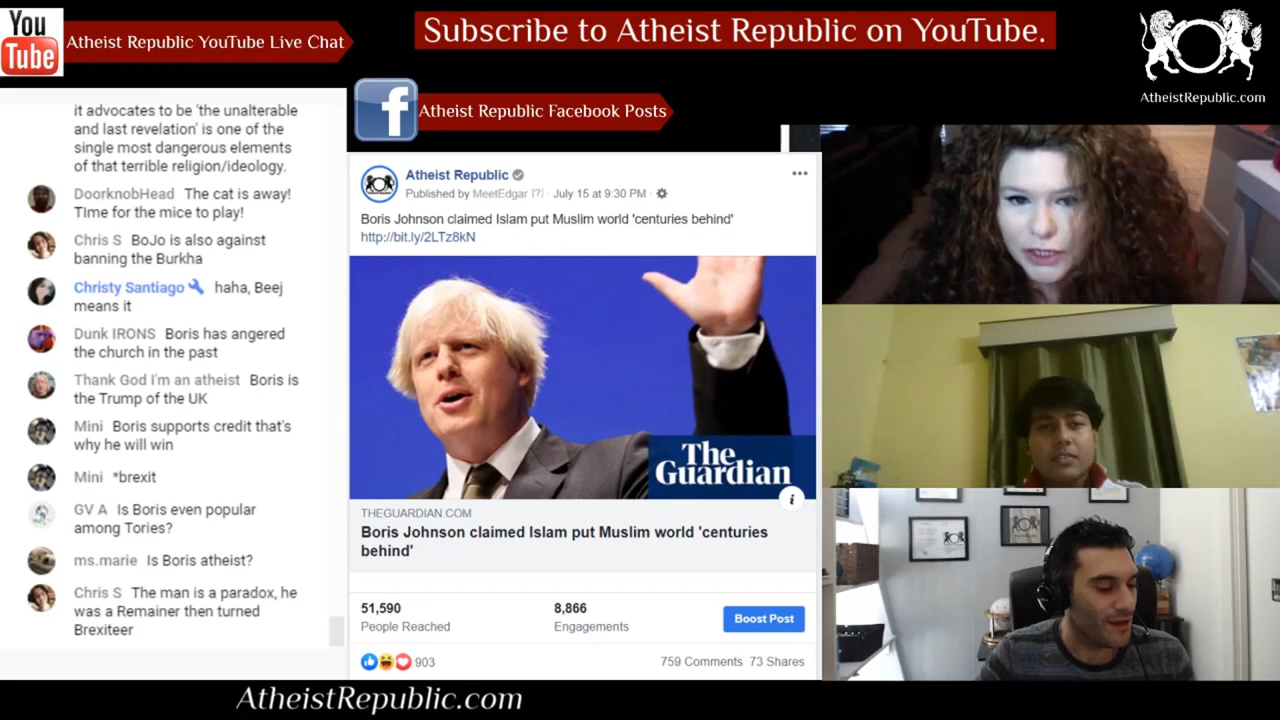 You
Tube
Atheist Republic YouTube Live Chat
Subscribe to Atheist Republic on YouTube.
AtheistRepublic.com
Atheist Republic Facebook Posts
it advocates to be 'the unalterable
and last revelation' is one of the
single most dangerous elements
of that terrible religion/ideology.
DoorknobHead The cat is away!
TIme for the mice to play!
Chris S BoJo is also against
banning the Burkha
Christy Santiago haha, Beej
means it
Dunk IRONS Boris has angered
the church in the past
Thank God I'm an atheist Boris is
the Trump of the UK
Mini Boris supports credit that's
why he will win
Mini *brexit
GV A Is Boris even popular
among Tories?
ms.marie Is Boris atheist?
Chris S The man is a paradox, he
was a Remainer then turned
Brexiteer
Atheist Republic
Published by MeetEdgar [?] · July 15 at 9:30 PM ·
Boris Johnson claimed Islam put Muslim world 'centuries behind'
http://bit.ly/2LTz8kN
The
Guardian
THEGUARDIAN.COM
Boris Johnson claimed Islam put Muslim world 'centuries
behind'
51,590
People Reached
8,866
Engagements
Boost Post
903
759 Comments 73 Shares
AtheistRepublic.com